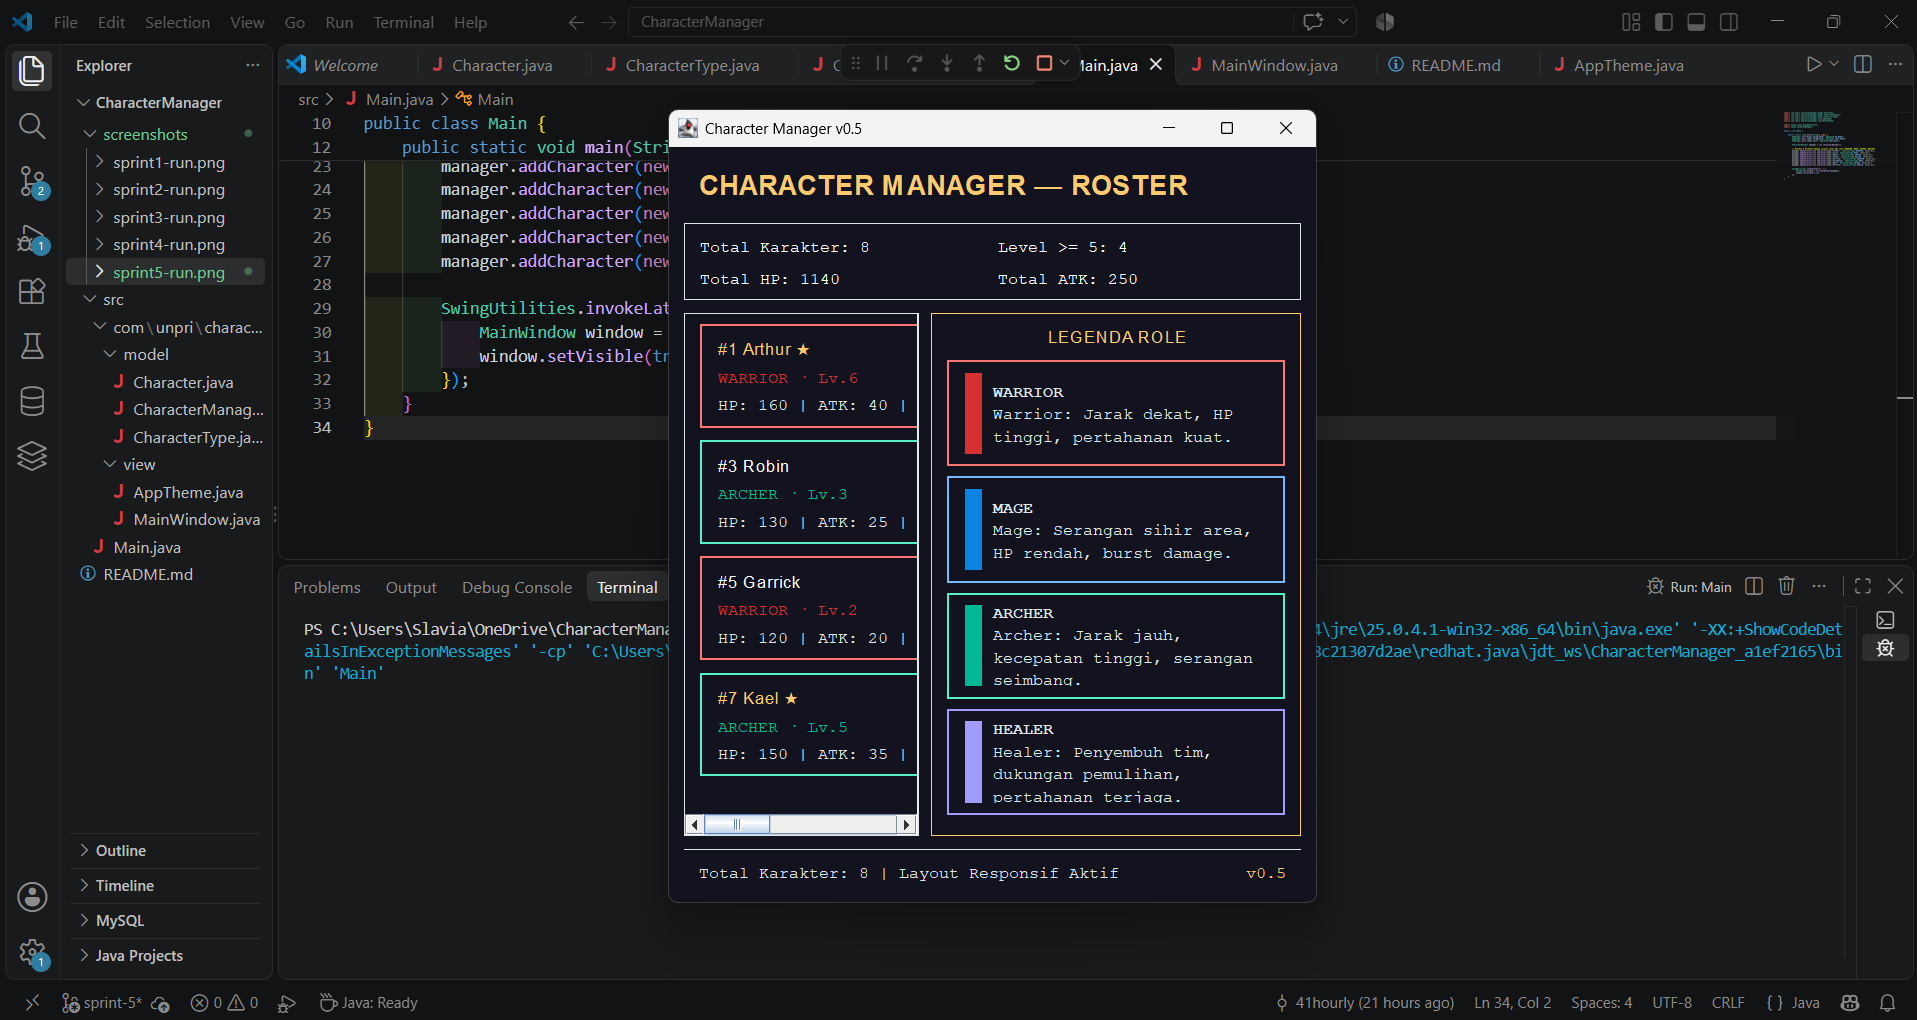 File Edit Selection View Go Run Terminal Help
CharacterManager
Explorer
CharacterManager
screenshots
sprint1-run.png
sprint2-run.png
sprint3-run.png
sprint4-run.png
sprint5-run.png
src
com\unpri\charac...
model
Character.java
CharacterManag...
CharacterType.ja...
view
AppTheme.java
MainWindow.java
Main.java
README.md
Outline
Timeline
MySQL
Java Projects
2
1
1
Welcome
Character.java
CharacterType.java
C
Main.java
MainWindow.java
README.md
AppTheme.java
src > Main.java > Main
10 public class Main {
12 public static void main(Stri
23 manager.addCharacter(new
24 manager.addCharacter(new
25 manager.addCharacter(new
26 manager.addCharacter(new
27 manager.addCharacter(new
28
29 SwingUtilities.invokeLat
30 MainWindow window =
31 window.setVisible(tr
32 });
33 }
34 }
Character Manager v0.5
CHARACTER MANAGER — ROSTER
Total Karakter: 8
Level >= 5: 4
Total HP: 1140
Total ATK: 250
#1 Arthur ★
WARRIOR · Lv.6
HP: 160 | ATK: 40 |
#3 Robin
ARCHER · Lv.3
HP: 130 | ATK: 25 |
#5 Garrick
WARRIOR · Lv.2
HP: 120 | ATK: 20 |
#7 Kael ★
ARCHER · Lv.5
HP: 150 | ATK: 35 |
LEGENDA ROLE
WARRIOR
Warrior: Jarak dekat, HP
tinggi, pertahanan kuat.
MAGE
Mage: Serangan sihir area,
HP rendah, burst damage.
ARCHER
Archer: Jarak jauh,
kecepatan tinggi, serangan
seimbang.
HEALER
Healer: Penyembuh tim,
dukungan pemulihan,
pertahanan terjaga.
Total Karakter: 8 | Layout Responsif Aktif
v0.5
Problems Output Debug Console Terminal
Run: Main
PS C:\Users\Slavia\OneDrive\CharacterMana
4\jre\25.0.4.1-win32-x86_64\bin\java.exe' '-XX:+ShowCodeDet
ailsInExceptionMessages' '-cp' 'C:\Users\
3c21307d2ae\redhat.java\jdt_ws\CharacterManager_a1ef2165\bi
n' 'Main'
sprint-5*
0 0
Java: Ready
41hourly (21 hours ago)
Ln 34, Col 2
Spaces: 4
UTF-8
CRLF
{ } Java